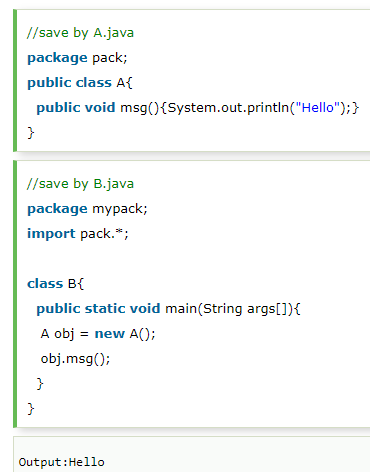 //save by A.java
package pack;
public class A{
public void msg(){System.out.println("Hello");}
}
//save by B.java
package mypack;
import pack.*;
class B{
public static void main(String args[]){
A obj = new A();
obj.msg();
}
}
Output:Hello